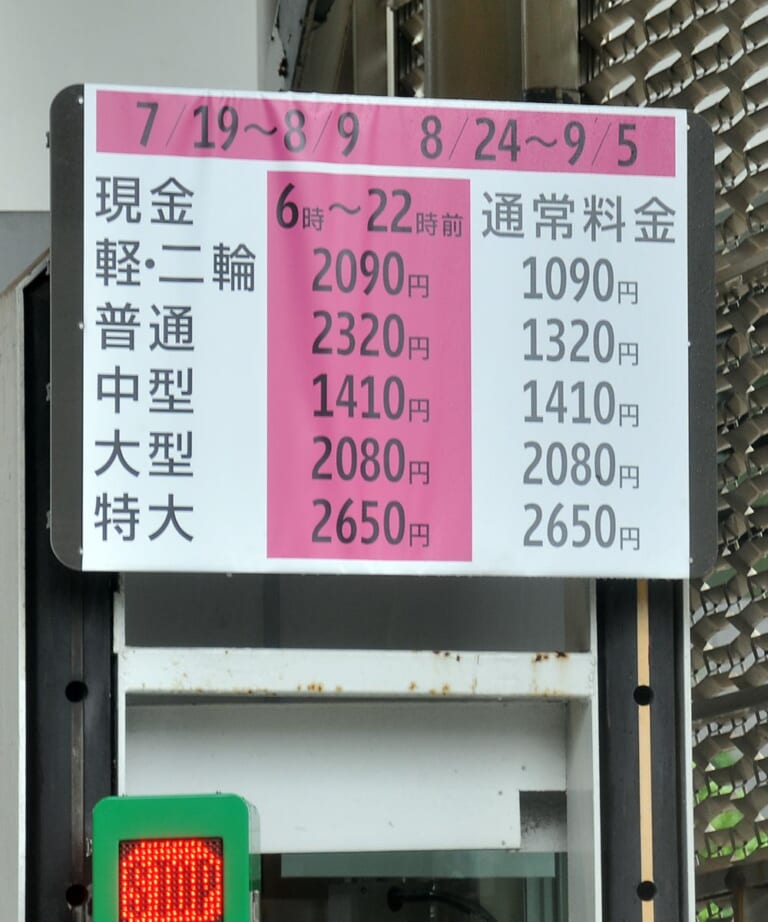 7/19～8/9 8/24～9/5
現金 6時～22時前 通常料金
軽・二輪 2090円 1090円
普通 2320円 1320円
中型 1410円 1410円
大型 2080円 2080円
特大 2650円 2650円
STOP